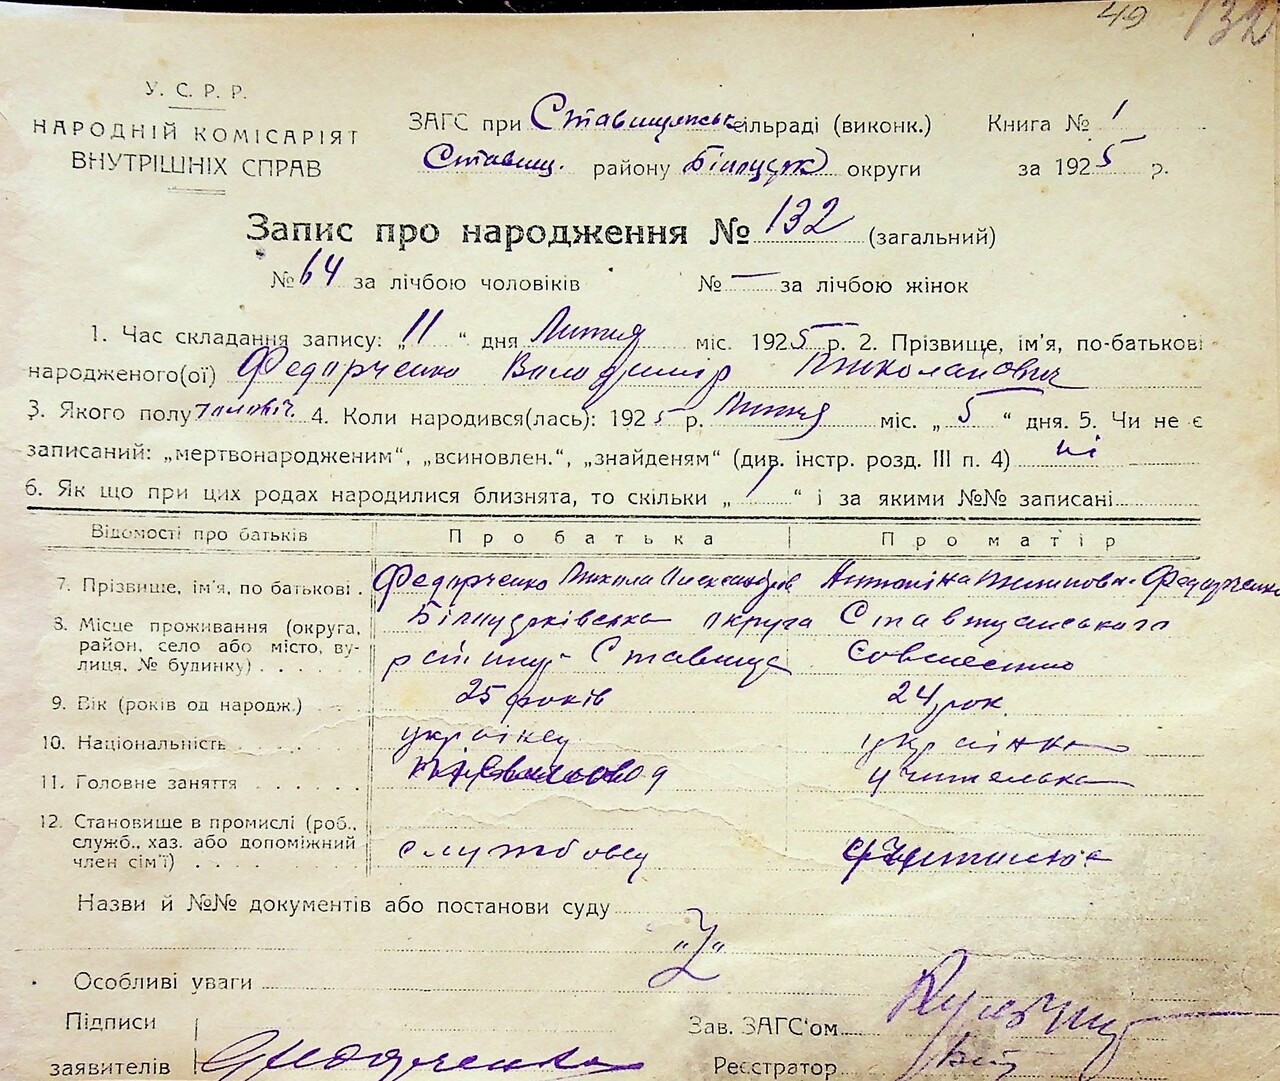 49 132
У. С. Р. Р.
НАРОДНІЙ КОМІСАРІЯТ
ВНУТРІШНІХ СПРАВ
ЗАГС при Ставищянськ сільраді (виконк.) Книга № 1
Ставищ. району Білоцерк округи за 1925 р.
Запис про народження № 132 (загальний)
№ 64 за лічбою чоловіків № — за лічбою жінок
1. Час складання запису: „11“ дня Липня міс. 1925 р. 2. Прізвище, ім'я, по-батькові
народженого(ої) Федорченко Володимір Миколайович
3. Якого полу чоловіч. 4. Коли народився(лась): 1925 р. Липня міс. „5“ дня. 5. Чи не є
записаний: „мертвонародженим“, „всиновлен.“, „знайденям“ (див. інстр. розд. III п. 4) ні
6. Як що при цих родах народилися близнята, то скільки „ “ і за якими №№ записані
Відомості про батьків Про батька Про матір
7. Прізвище, ім'я, по батькові . Федорченко Микола Олександров Антоніна Пилиповна Федорченко
8. Місце проживання (округа, район, село або місто, вулиця, № будинку) Білоцерківська округа Ставищанського
району Ставища Совместно
9. Вік (років од народж.) 25 років 24 рок
10. Національність українец українка
11. Головне заняття учителька
12. Становище в промислі (роб., служб., хаз. або допоміжний член сім'ї) службовец
Назви й №№ документів або постанови суду
„Z“
Особливі уваги
Підписи
заявителів Федорченко
Зав. ЗАГС'ом
Реєстратор